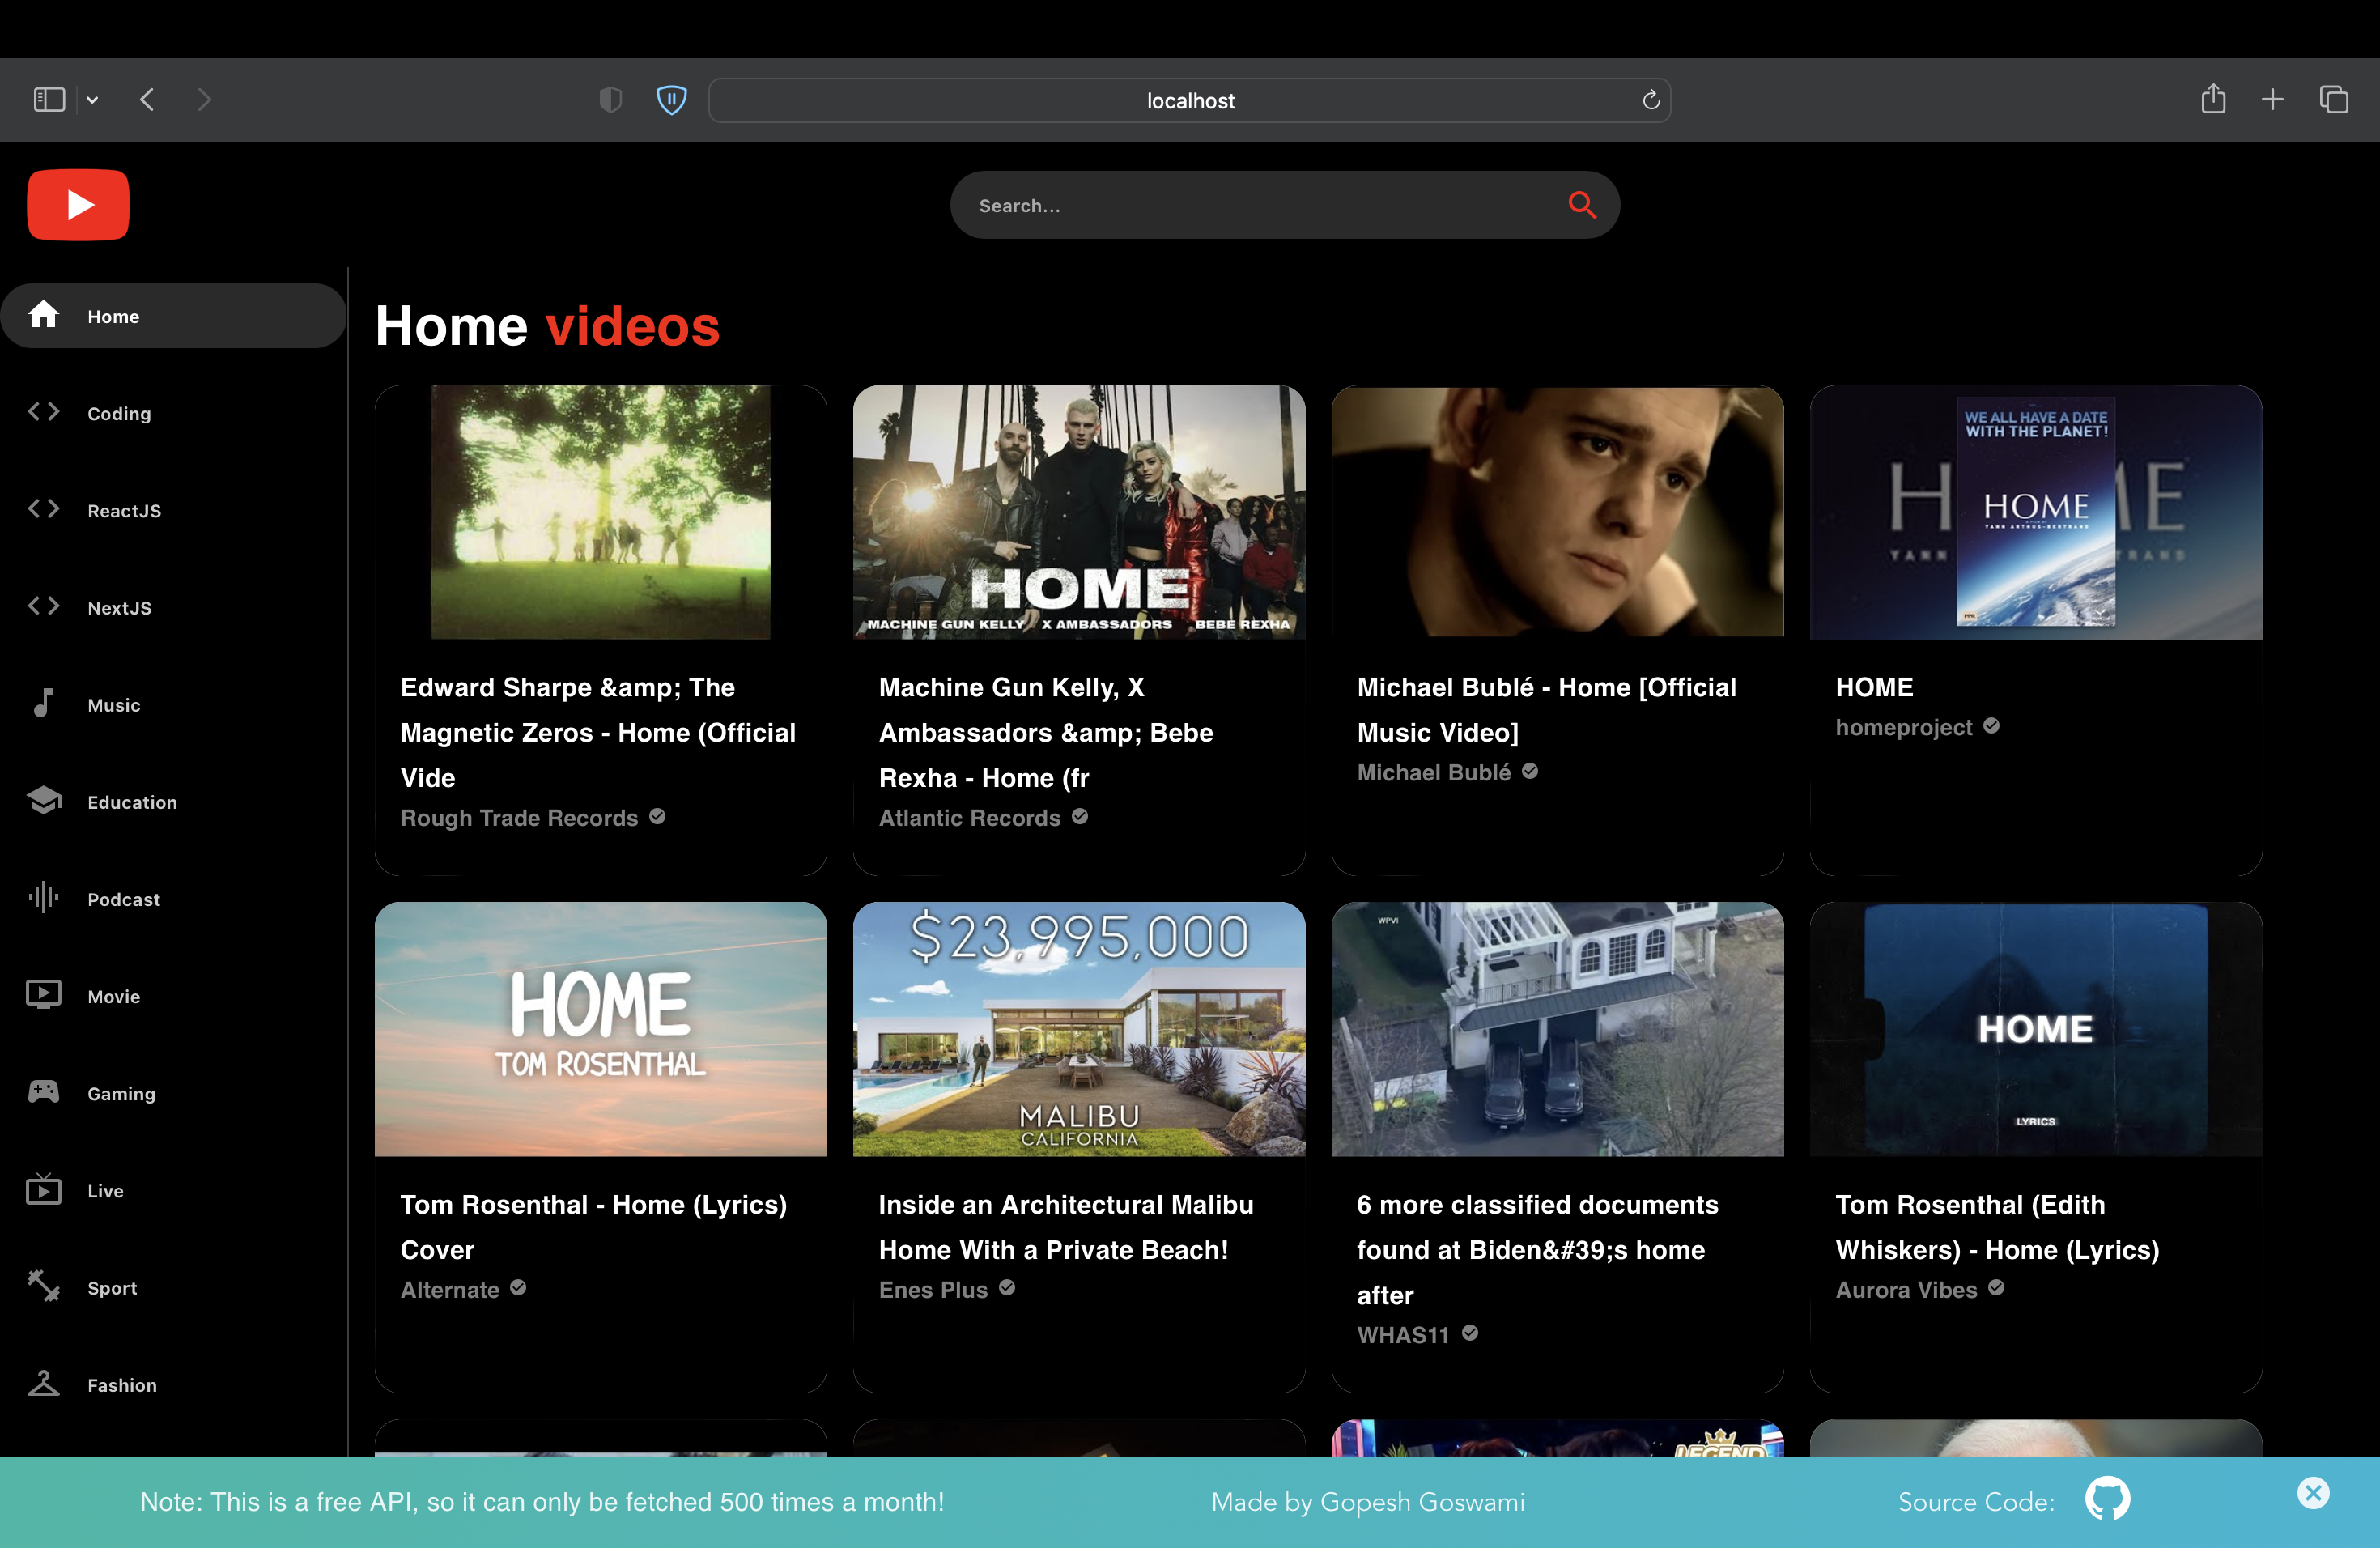 localhost
Search...
Home
Coding
ReactJS
NextJS
Music
Education
Podcast
Movie
Gaming
Live
Sport
Fashion
Home videos
HOME
MACHINE GUN KELLY X AMBASSADORS BEBE REXHA
WE ALL HAVE A DATE
WITH THE PLANET!
HOME
YANN ARTHUS-BERTRAND
Edward Sharpe &amp; The
Magnetic Zeros - Home (Official
Vide
Rough Trade Records
Machine Gun Kelly, X
Ambassadors &amp; Bebe
Rexha - Home (fr
Atlantic Records
Michael Bublé - Home [Official
Music Video]
Michael Bublé
HOME
homeproject
HOME
TOM ROSENTHAL
$23,995,000
MALIBU
CALIFORNIA
WPVI
HOME
LYRICS
Tom Rosenthal - Home (Lyrics)
Cover
Alternate
Inside an Architectural Malibu
Home With a Private Beach!
Enes Plus
6 more classified documents
found at Biden&#39;s home
after
WHAS11
Tom Rosenthal (Edith
Whiskers) - Home (Lyrics)
Aurora Vibes
LEGEND
Note: This is a free API, so it can only be fetched 500 times a month!
Made by Gopesh Goswami
Source Code: